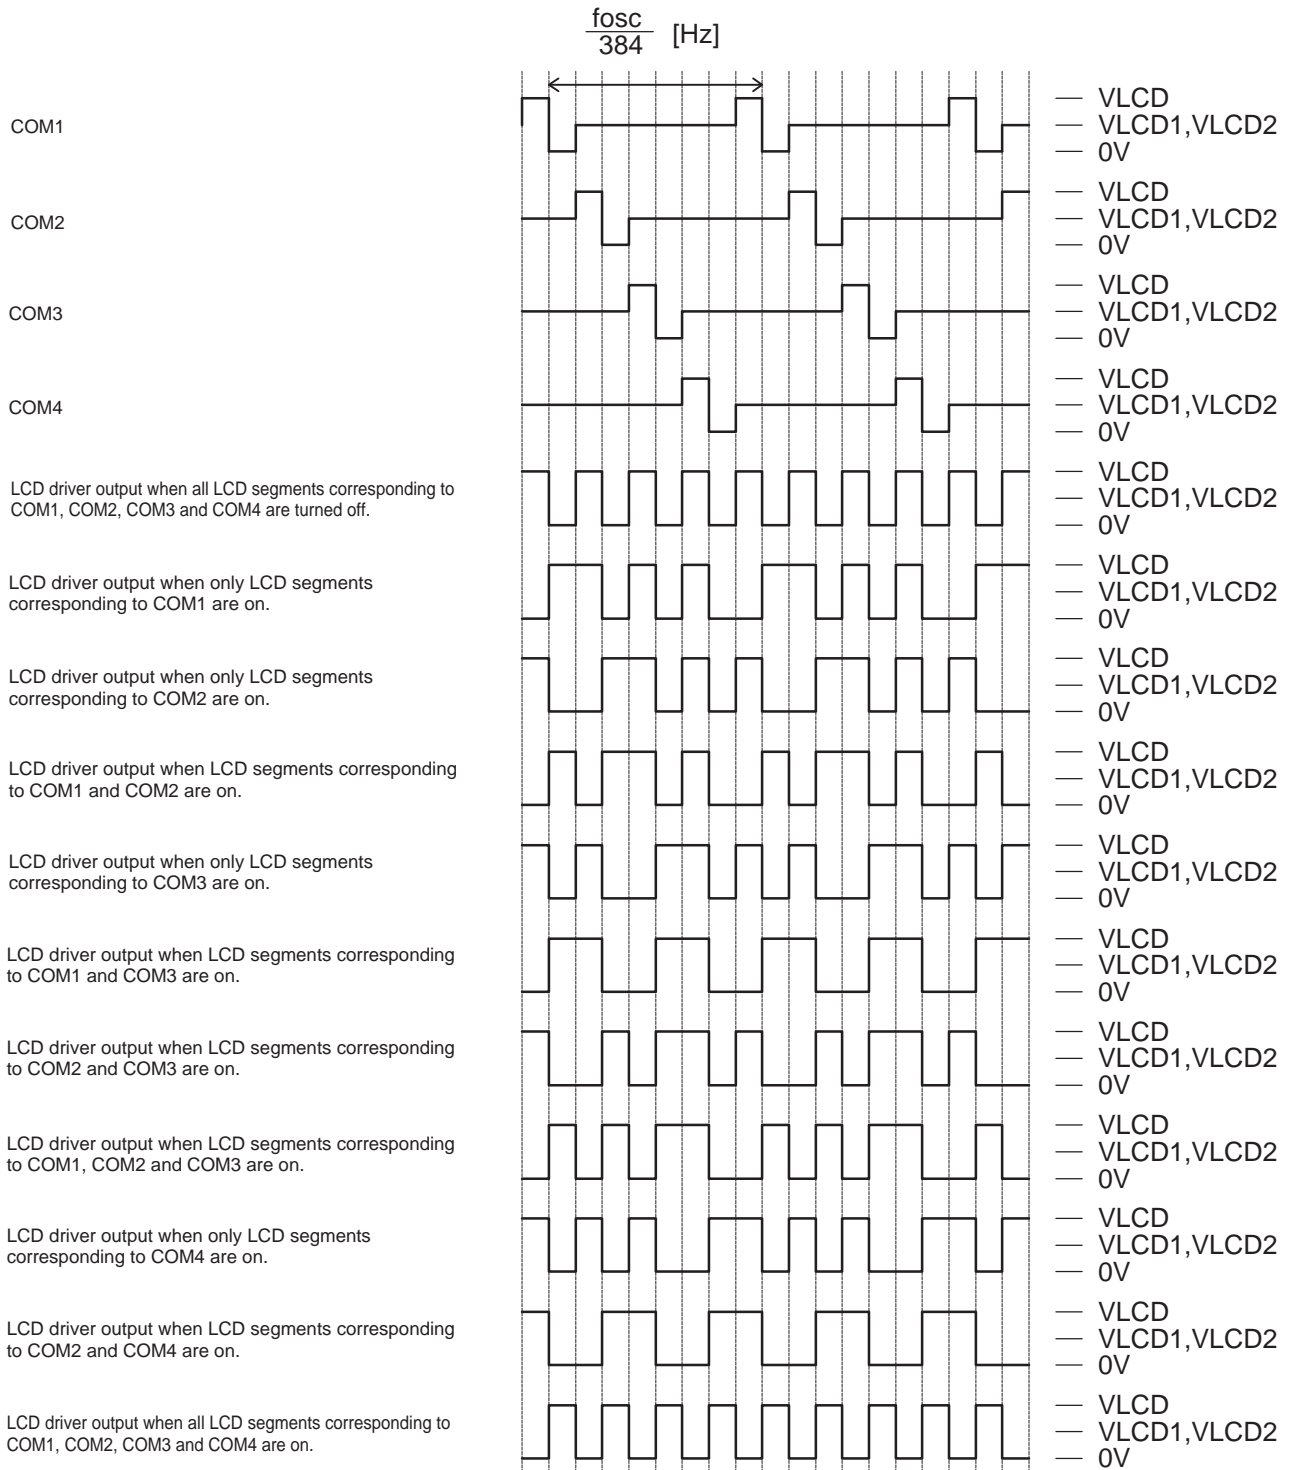 fosc
384 [Hz]
COM1
VLCD
VLCD1,VLCD2
0V
COM2
VLCD
VLCD1,VLCD2
0V
COM3
VLCD
VLCD1,VLCD2
0V
COM4
VLCD
VLCD1,VLCD2
0V
LCD driver output when all LCD segments corresponding to
COM1, COM2, COM3 and COM4 are turned off.
VLCD
VLCD1,VLCD2
0V
LCD driver output when only LCD segments
corresponding to COM1 are on.
VLCD
VLCD1,VLCD2
0V
LCD driver output when only LCD segments
corresponding to COM2 are on.
VLCD
VLCD1,VLCD2
0V
LCD driver output when LCD segments corresponding
to COM1 and COM2 are on.
VLCD
VLCD1,VLCD2
0V
LCD driver output when only LCD segments
corresponding to COM3 are on.
VLCD
VLCD1,VLCD2
0V
LCD driver output when LCD segments corresponding
to COM1 and COM3 are on.
VLCD
VLCD1,VLCD2
0V
LCD driver output when LCD segments corresponding
to COM2 and COM3 are on.
VLCD
VLCD1,VLCD2
0V
LCD driver output when LCD segments corresponding
to COM1, COM2 and COM3 are on.
VLCD
VLCD1,VLCD2
0V
LCD driver output when only LCD segments
corresponding to COM4 are on.
VLCD
VLCD1,VLCD2
0V
LCD driver output when LCD segments corresponding
to COM2 and COM4 are on.
VLCD
VLCD1,VLCD2
0V
LCD driver output when all LCD segments corresponding to
COM1, COM2, COM3 and COM4 are on.
VLCD
VLCD1,VLCD2
0V